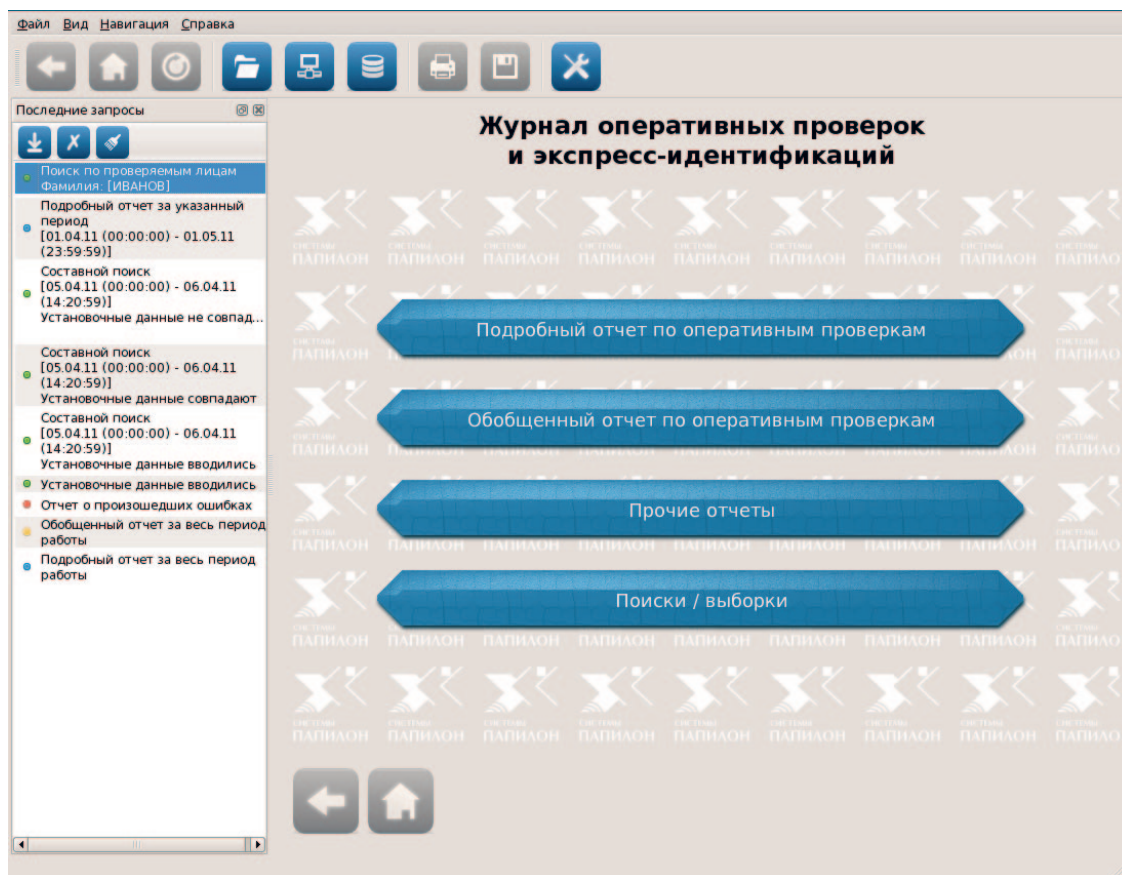 Файл Вид Навигация Справка
Последние запросы
Поиск по проверяемым лицам
Фамилия: [ИВАНОВ]
Подробный отчет за указанный
период
[01.04.11 (00:00:00) - 01.05.11
(23:59:59)]
Составной поиск
[05.04.11 (00:00:00) - 06.04.11
(14:20:59)]
Установочные данные не совпад...
Составной поиск
[05.04.11 (00:00:00) - 06.04.11
(14:20:59)]
Установочные данные совпадают
Составной поиск
[05.04.11 (00:00:00) - 06.04.11
(14:20:59)]
Установочные данные вводились
Установочные данные вводились
Отчет о произошедших ошибках
Обобщенный отчет за весь период
работы
Подробный отчет за весь период
работы
Журнал оперативных проверок
и экспресс-идентификаций
Подробный отчет по оперативным проверкам
Обобщенный отчет по оперативным проверкам
Прочие отчеты
Поиски / выборки
СИСТЕМЫ
ПАПИЛОН